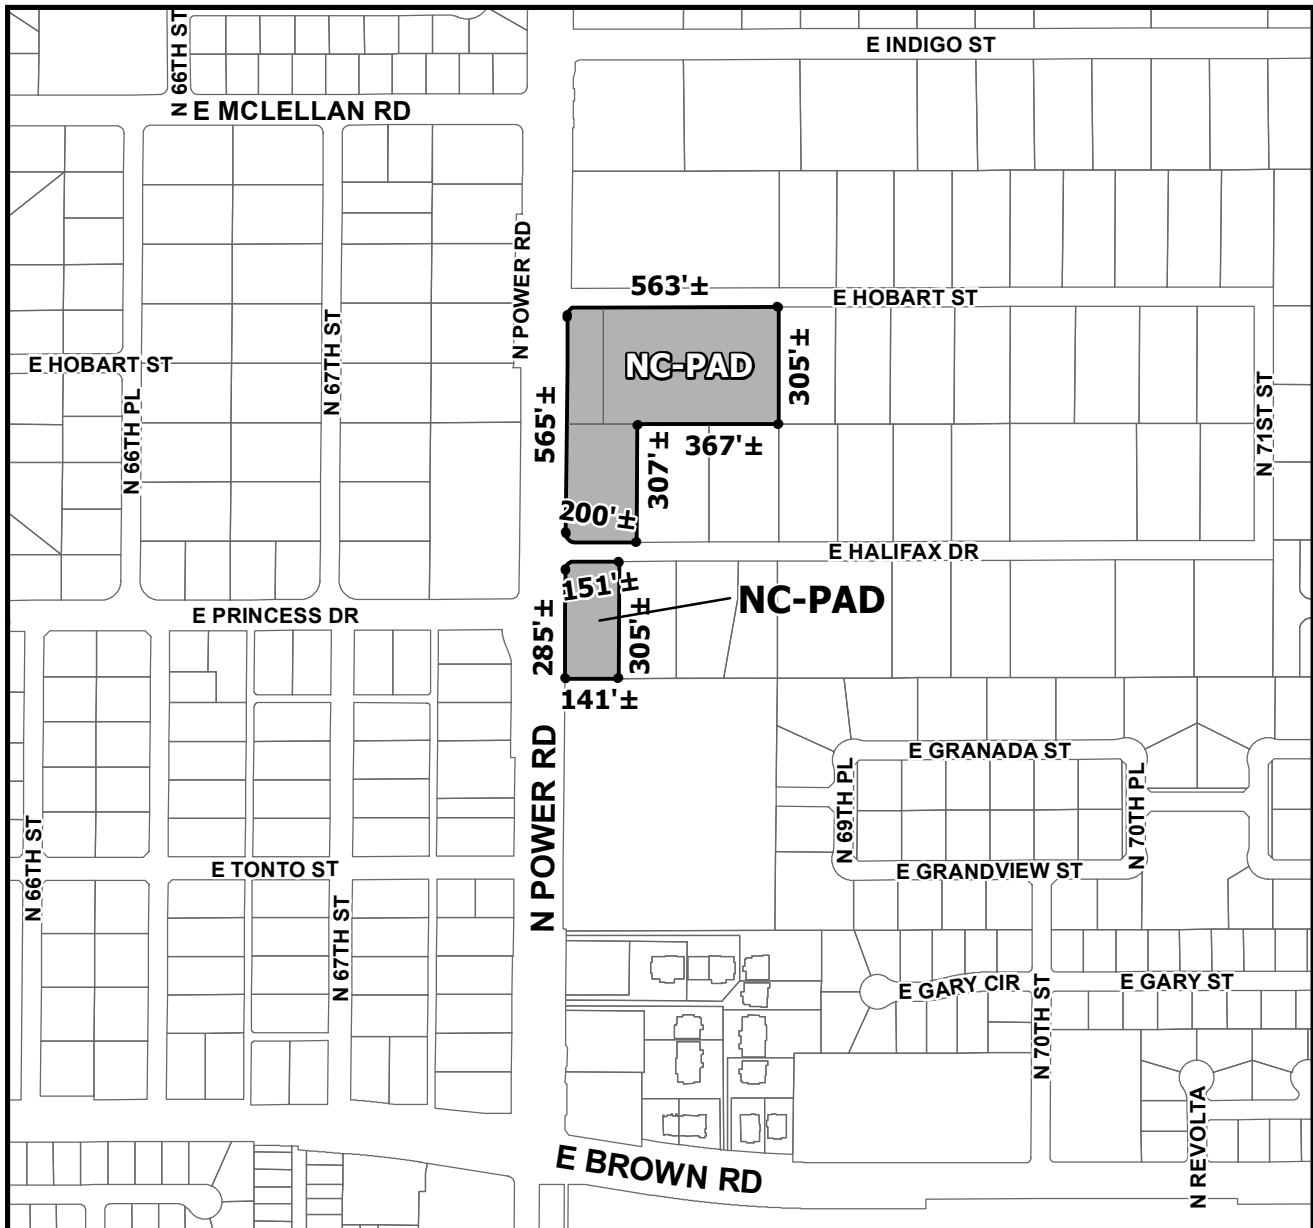 N 66TH ST
E INDIGO ST
E MCLELLAN RD
N POWER RD
563'±
E HOBART ST
NC-PAD
305'±
N 67TH ST
E HOBART ST
N 66TH PL
565'±
367'±
307'±
N 71ST ST
200'±
E HALIFAX DR
151'±
NC-PAD
E PRINCESS DR
285'±
305'±
141'±
N POWER RD
E GRANADA ST
N 69TH PL
N 70TH PL
N 66TH ST
E TONTO ST
E GRANDVIEW ST
N 67TH ST
E GARY CIR
E GARY ST
N 70TH ST
N REVOLTA
E BROWN RD